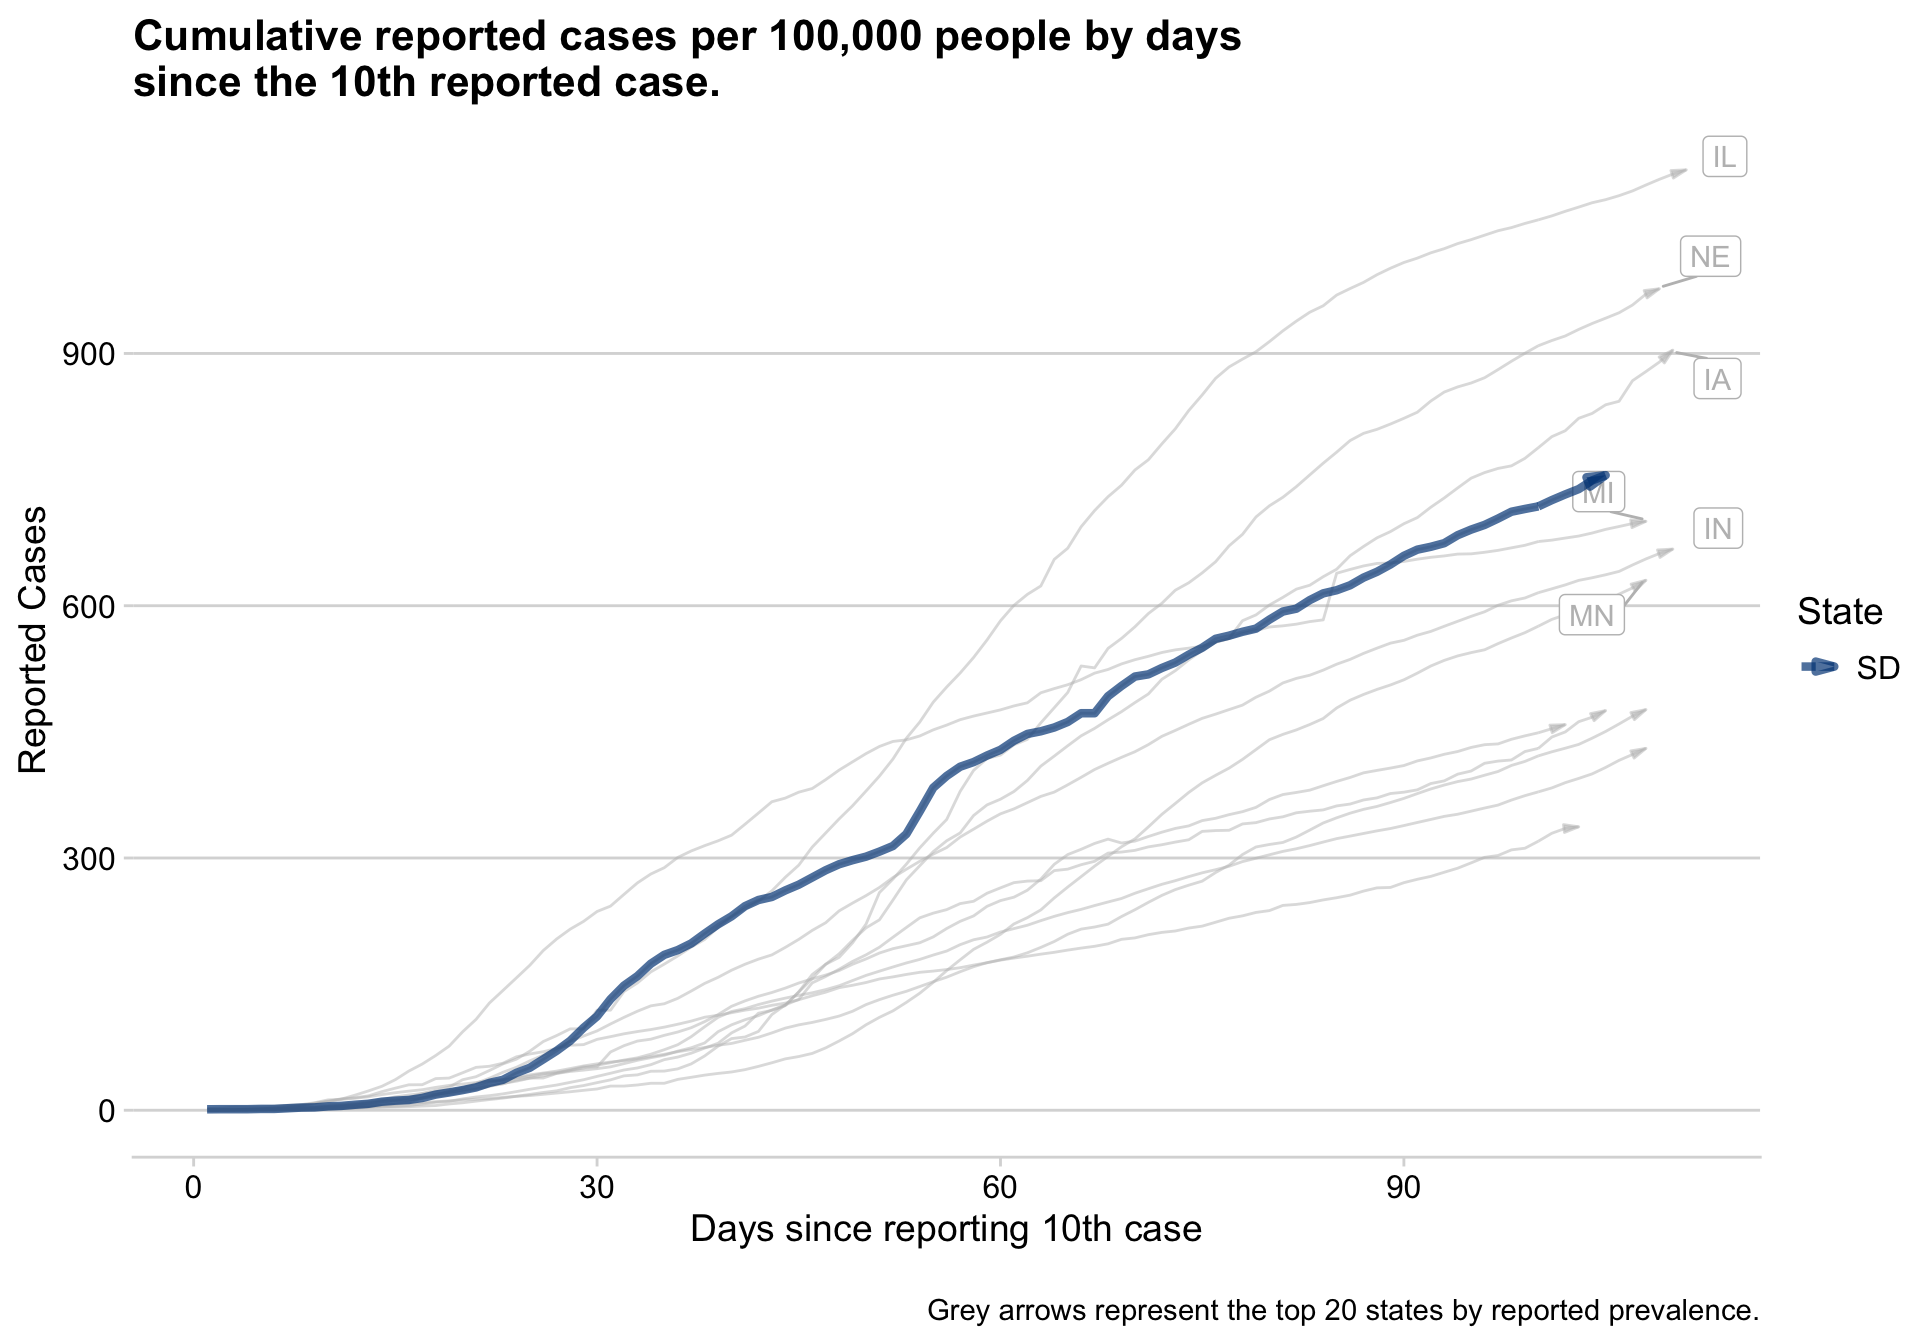 Cumulative reported cases per 100,000 people by days
since the 10th reported case.
IL
NE
IA
MI
IN
MN
900
600
300
0
Reported Cases
0 30 60 90
Days since reporting 10th case
State
SD
Grey arrows represent the top 20 states by reported prevalence.